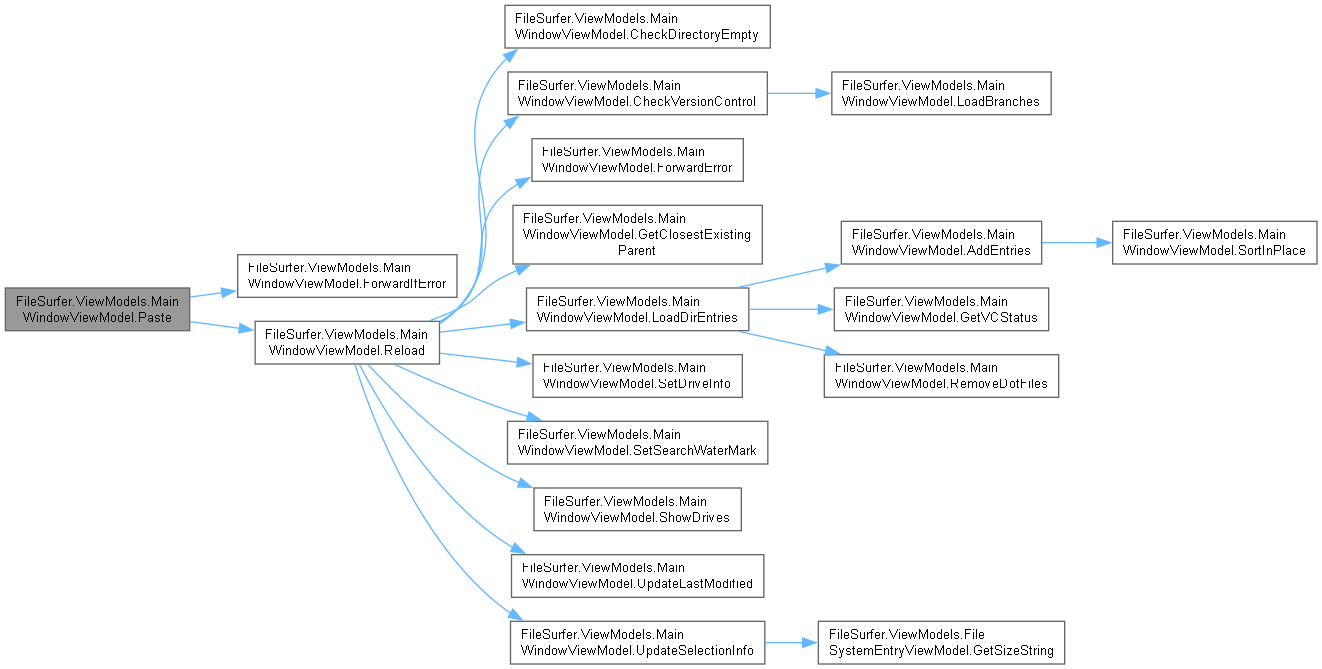 FileSurfer.ViewModels.Main
WindowViewModel.Paste
FileSurfer.ViewModels.Main
WindowViewModel.ForwardIfError
FileSurfer.ViewModels.Main
WindowViewModel.Reload
FileSurfer.ViewModels.Main
WindowViewModel.CheckDirectoryEmpty
FileSurfer.ViewModels.Main
WindowViewModel.CheckVersionControl
FileSurfer.ViewModels.Main
WindowViewModel.LoadBranches
FileSurfer.ViewModels.Main
WindowViewModel.ForwardError
FileSurfer.ViewModels.Main
WindowViewModel.GetClosestExisting
Parent
FileSurfer.ViewModels.Main
WindowViewModel.LoadDirEntries
FileSurfer.ViewModels.Main
WindowViewModel.AddEntries
FileSurfer.ViewModels.Main
WindowViewModel.SortInPlace
FileSurfer.ViewModels.Main
WindowViewModel.GetVCStatus
FileSurfer.ViewModels.Main
WindowViewModel.RemoveDotFiles
FileSurfer.ViewModels.Main
WindowViewModel.SetDriveInfo
FileSurfer.ViewModels.Main
WindowViewModel.SetSearchWaterMark
FileSurfer.ViewModels.Main
WindowViewModel.ShowDrives
FileSurfer.ViewModels.Main
WindowViewModel.UpdateLastModified
FileSurfer.ViewModels.Main
WindowViewModel.UpdateSelectionInfo
FileSurfer.ViewModels.File
SystemEntryViewModel.GetSizeString